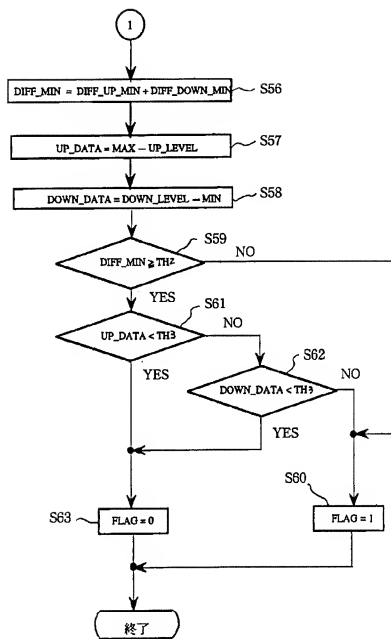 1
DIFF_MIN = DIFF_UP_MIN + DIFF_DOWN_MIN
S56
UP_DATA = MAX − UP_LEVEL
S57
DOWN_DATA = DOWN_LEVEL − MIN
S58
DIFF_MIN ≧ TH2
S59
NO
YES
UP_DATA < TH3
S61
NO
YES
DOWN_DATA < TH3
S62
NO
YES
FLAG = 0
S63
FLAG = 1
S60
終了